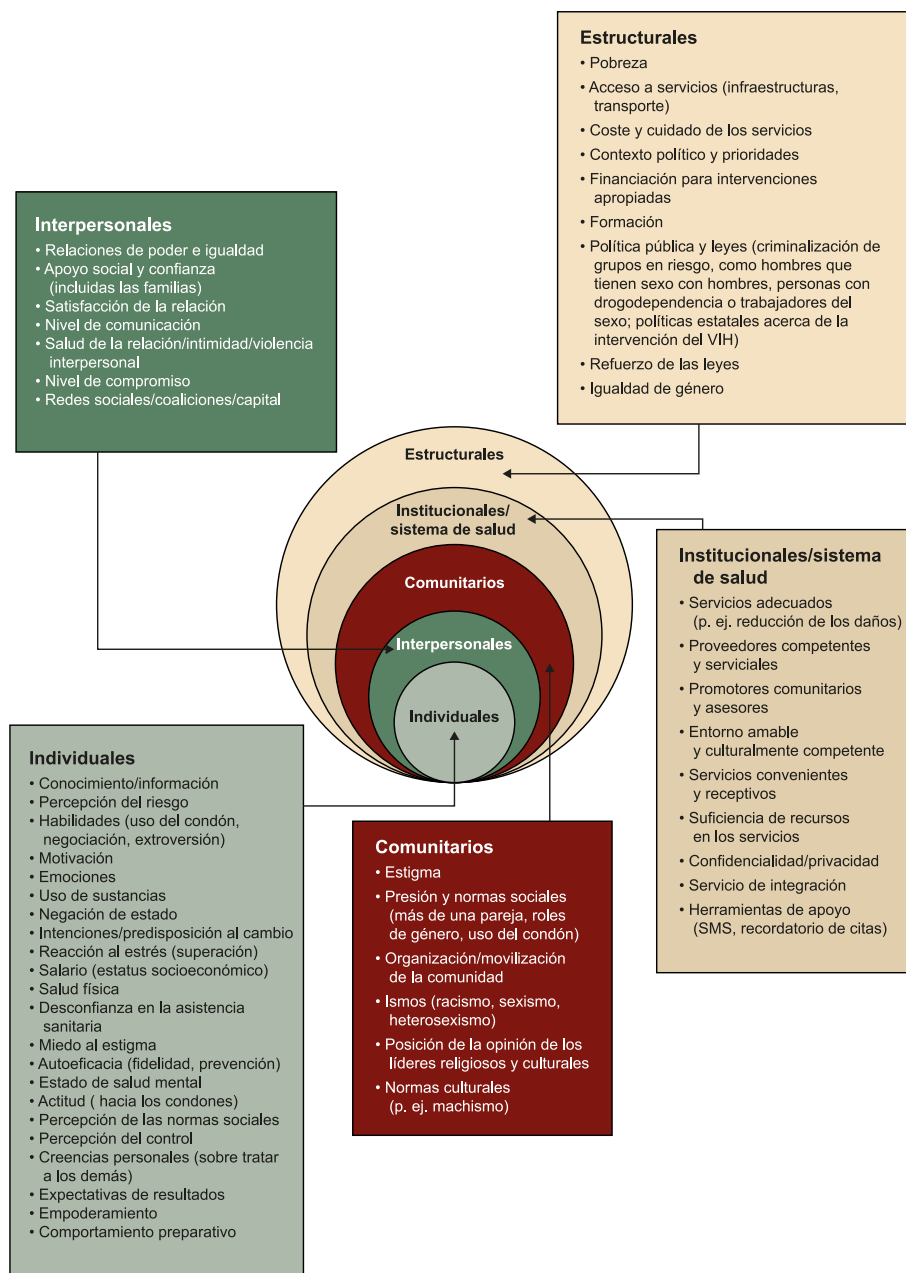 Estructurales
• Pobreza
• Acceso a servicios (infraestructuras,
transporte)
• Coste y cuidado de los servicios
• Contexto político y prioridades
• Financiación para intervenciones
apropiadas
• Formación
• Política pública y leyes (criminalización de
grupos en riesgo, como hombres que
tienen sexo con hombres, personas con
drogodependencia o trabajadores del
sexo; políticas estatales acerca de la
intervención del VIH)
• Refuerzo de las leyes
• Igualdad de género
Interpersonales
• Relaciones de poder e igualdad
• Apoyo social y confianza
(incluidas las familias)
• Satisfacción de la relación
• Nivel de comunicación
• Salud de la relación/intimidad/violencia
interpersonal
• Nivel de compromiso
• Redes sociales/coaliciones/capital
Estructurales
Institucionales/
sistema de salud
Comunitarios
Interpersonales
Individuales
Institucionales/sistema
de salud
• Servicios adecuados
(p. ej. reducción de los daños)
• Proveedores competentes
y serviciales
• Promotores comunitarios
y asesores
• Entorno amable
y culturalmente competente
• Servicios convenientes
y receptivos
• Suficiencia de recursos
en los servicios
• Confidencialidad/privacidad
• Servicio de integración
• Herramientas de apoyo
(SMS, recordatorio de citas)
Individuales
• Conocimiento/información
• Percepción del riesgo
• Habilidades (uso del condón,
negociación, extroversión)
• Motivación
• Emociones
• Uso de sustancias
• Negación de estado
• Intenciones/predisposición al cambio
• Reacción al estrés (superación)
• Salario (estatus socioeconómico)
• Salud física
• Desconfianza en la asistencia
sanitaria
• Miedo al estigma
• Autoeficacia (fidelidad, prevención)
• Estado de salud mental
• Actitud ( hacia los condones)
• Percepción de las normas sociales
• Percepción del control
• Creencias personales (sobre tratar
a los demás)
• Expectativas de resultados
• Empoderamiento
• Comportamiento preparativo
Comunitarios
• Estigma
• Presión y normas sociales
(más de una pareja, roles
de género, uso del condón)
• Organización/movilización
de la comunidad
• Ismos (racismo, sexismo,
heterosexismo)
• Posición de la opinión de los
líderes religiosos y culturales
• Normas culturales
(p. ej. machismo)